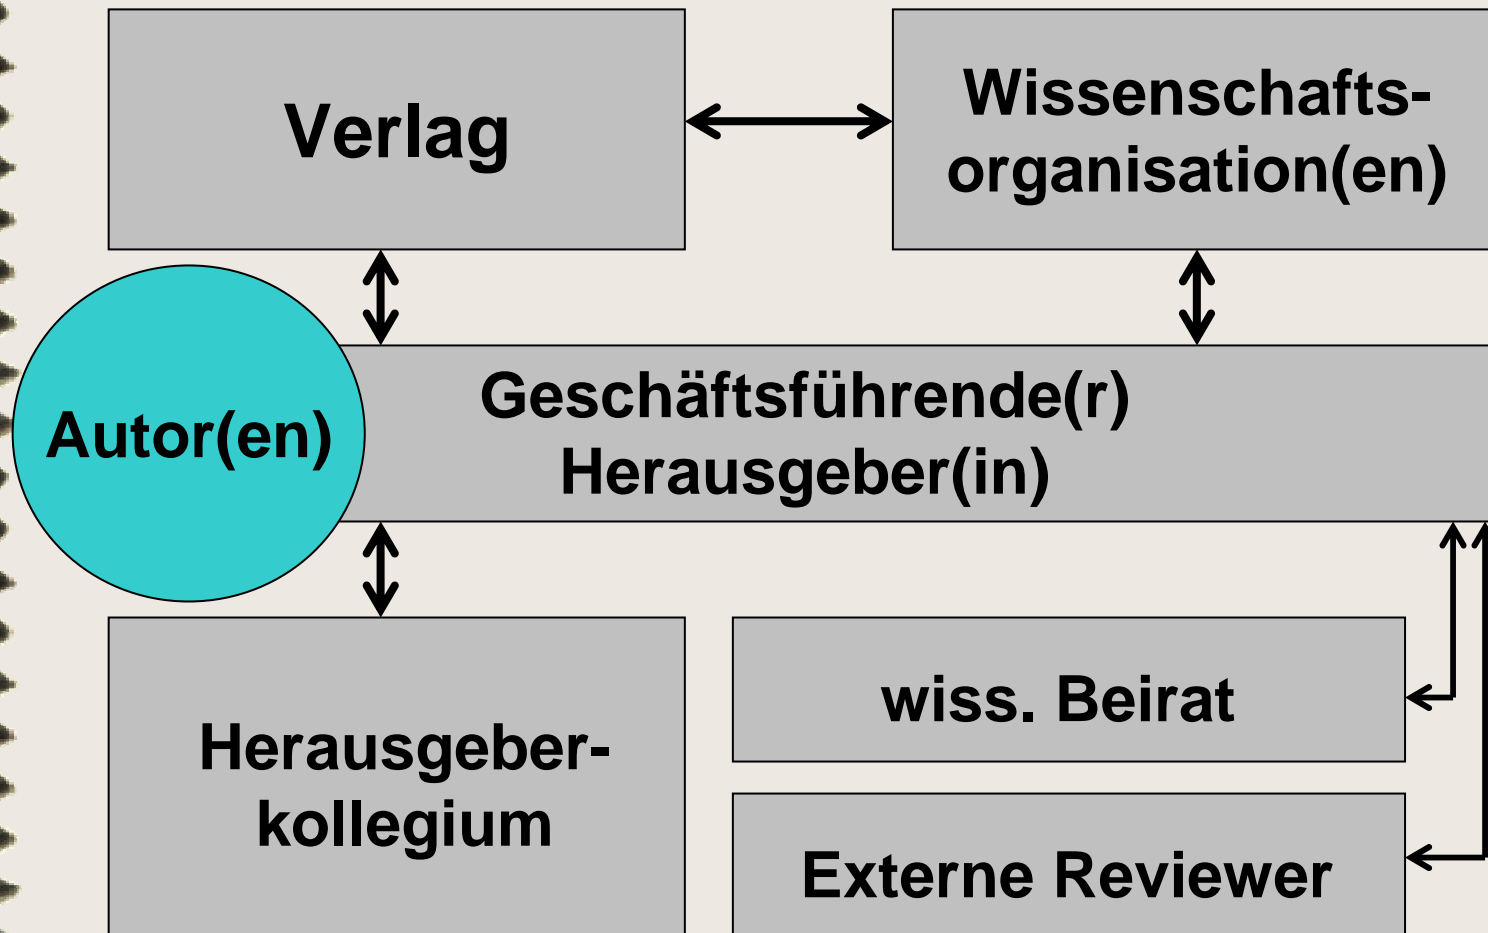 Verlag
Wissenschafts-
organisation(en)
Autor(en)
Geschäftsführende(r)
Herausgeber(in)
Herausgeber-
kollegium
wiss. Beirat
Externe Reviewer